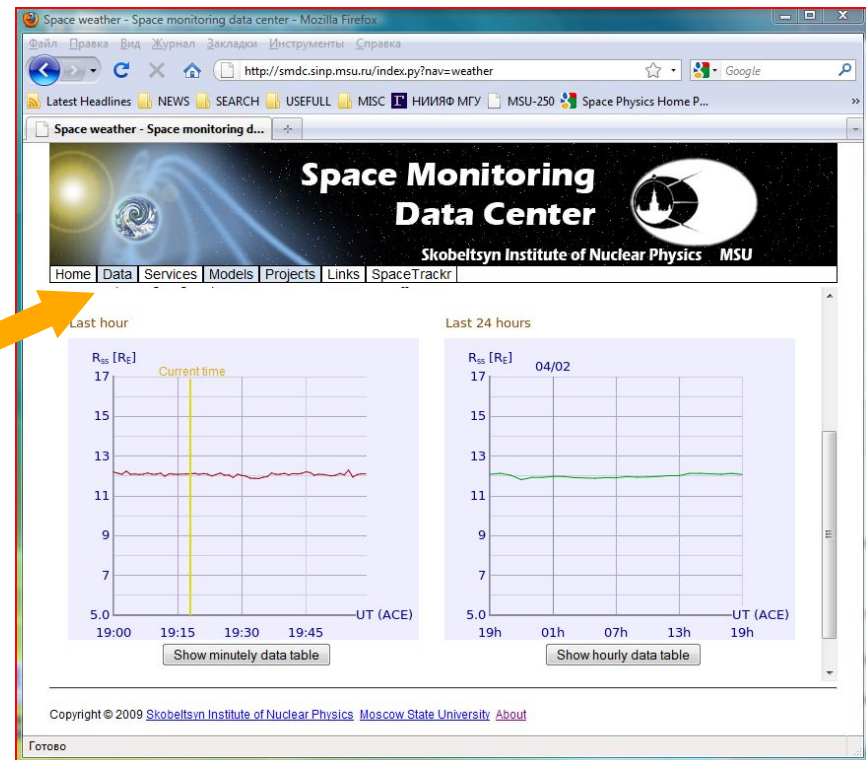 Space weather - Space monitoring data center - Mozilla Firefox
Файл Правка Вид Журнал Закладки Инструменты Справка
http://smdc.sinp.msu.ru/index.py?nav=weather
Google
Latest Headlines NEWS SEARCH USEFULL MISC НИИЯФ МГУ MSU-250 Space Physics Home P... »
Space weather - Space monitoring d...
Space Monitoring
Data Center
Skobeltsyn Institute of Nuclear Physics MSU
Home Data Services Models Projects Links SpaceTrackr
Last hour
Rss [RE]
Current time
17
15
13
11
9
7
5.0
UT (ACE)
19:00 19:15 19:30 19:45
Show minutely data table
Last 24 hours
Rss [RE]
04/02
17
15
13
11
9
7
5.0
UT (ACE)
19h 01h 07h 13h 19h
Show hourly data table
Copyright © 2009 Skobeltsyn Institute of Nuclear Physics Moscow State University About
Готово